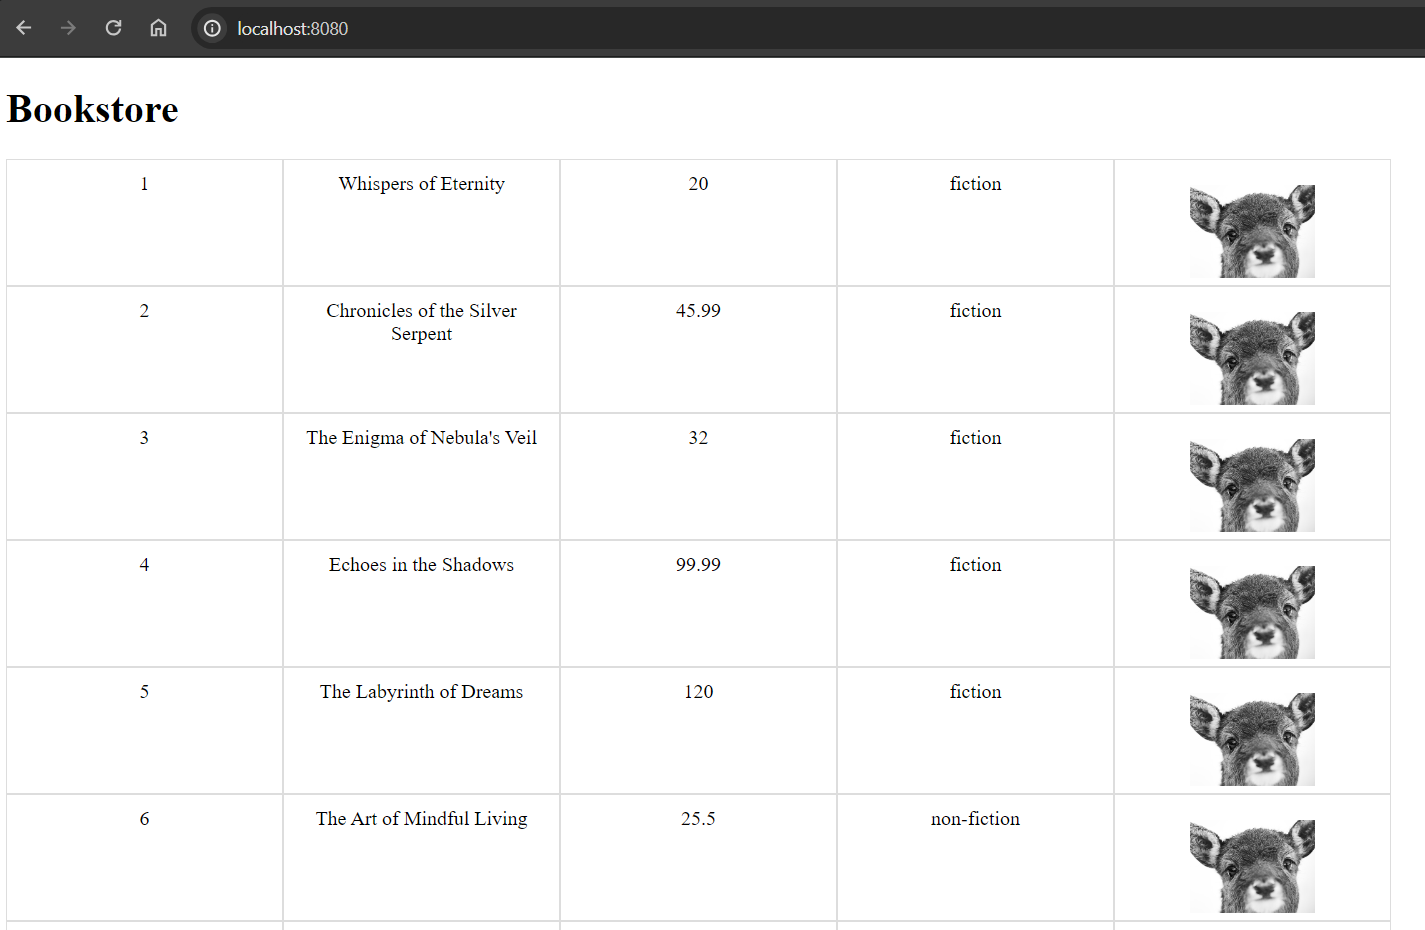 localhost:8080
Bookstore
1 Whispers of Eternity 20 fiction
2 Chronicles of the Silver 45.99 fiction
Serpent
3 The Enigma of Nebula's Veil 32 fiction
4 Echoes in the Shadows 99.99 fiction
5 The Labyrinth of Dreams 120 fiction
6 The Art of Mindful Living 25.5 non-fiction